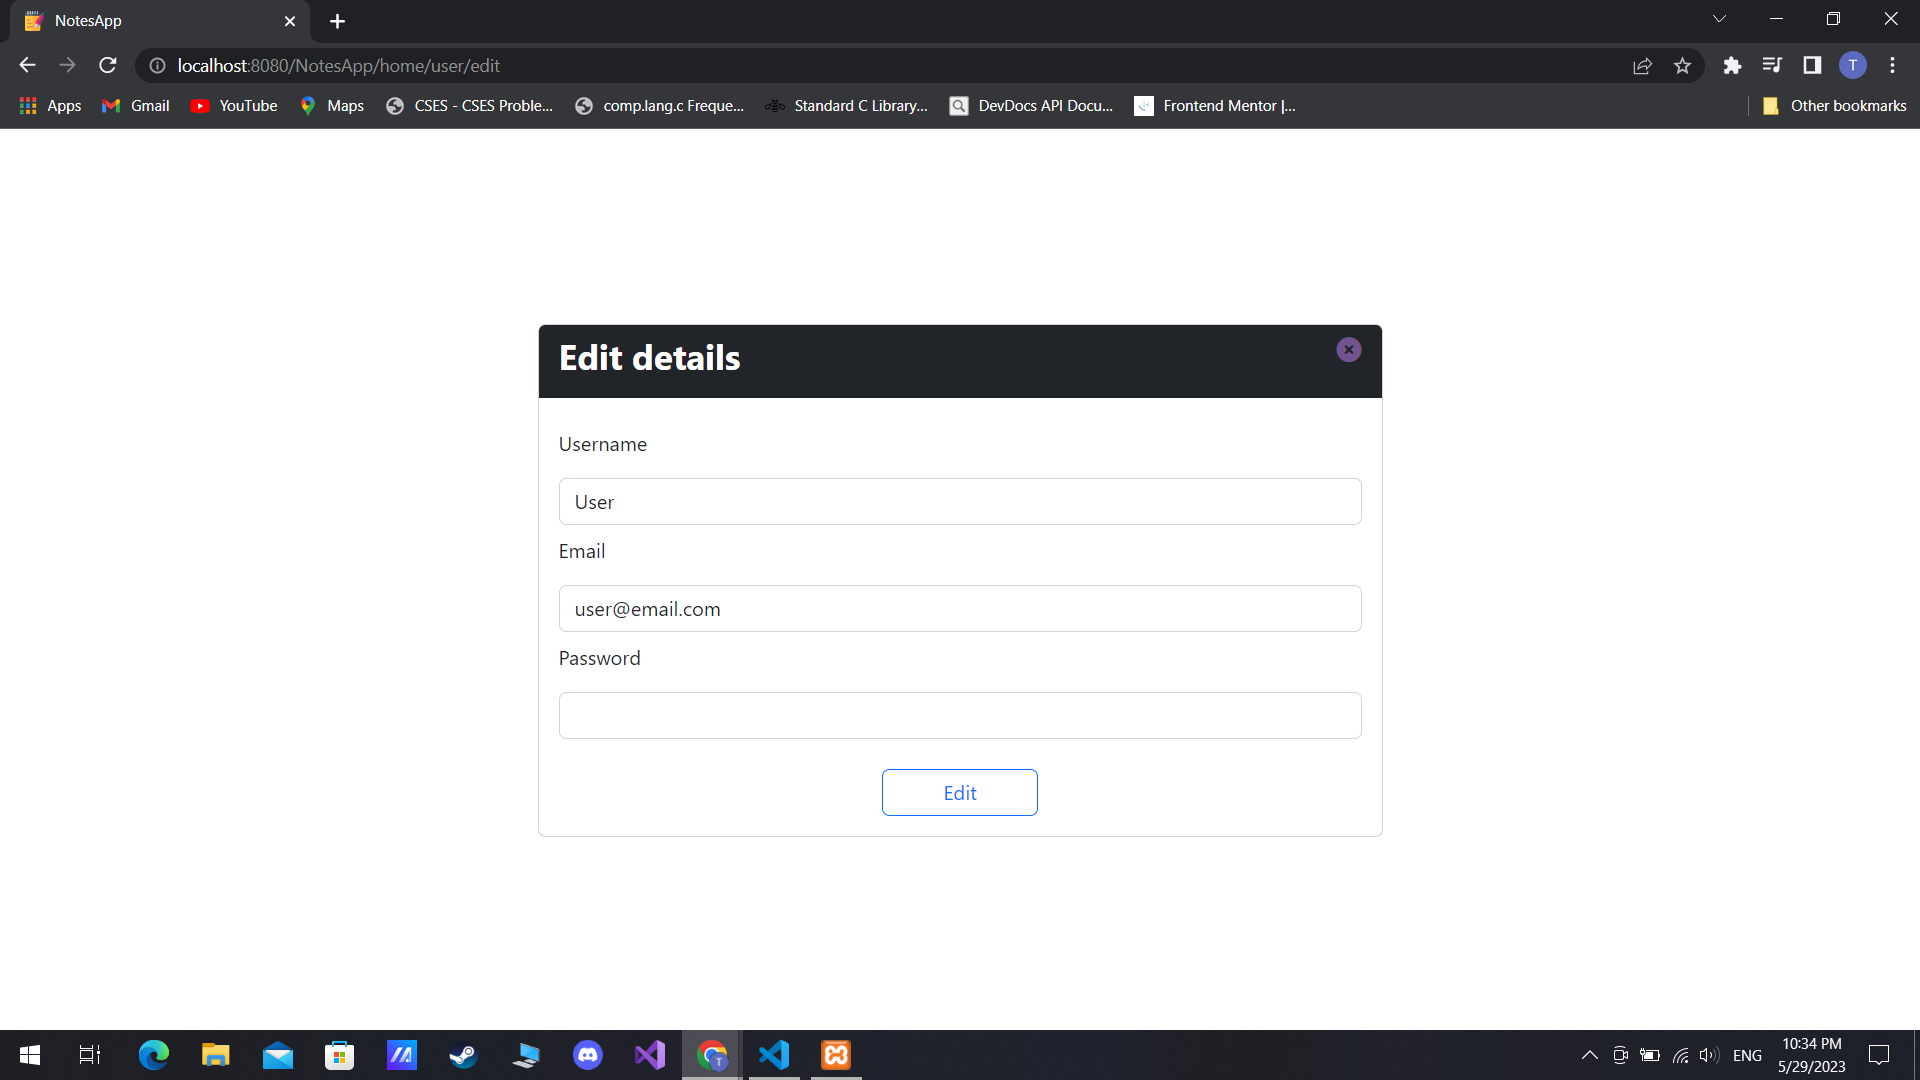 NotesApp
localhost:8080/NotesApp/home/user/edit
T
Apps
Gmail
YouTube
Maps
CSES - CSES Proble...
comp.lang.c Freque...
Standard C Library...
DevDocs API Docu...
Frontend Mentor |...
Other bookmarks
Edit details
Username
User
Email
user@email.com
Password
Edit
T
ENG
10:34 PM
5/29/2023